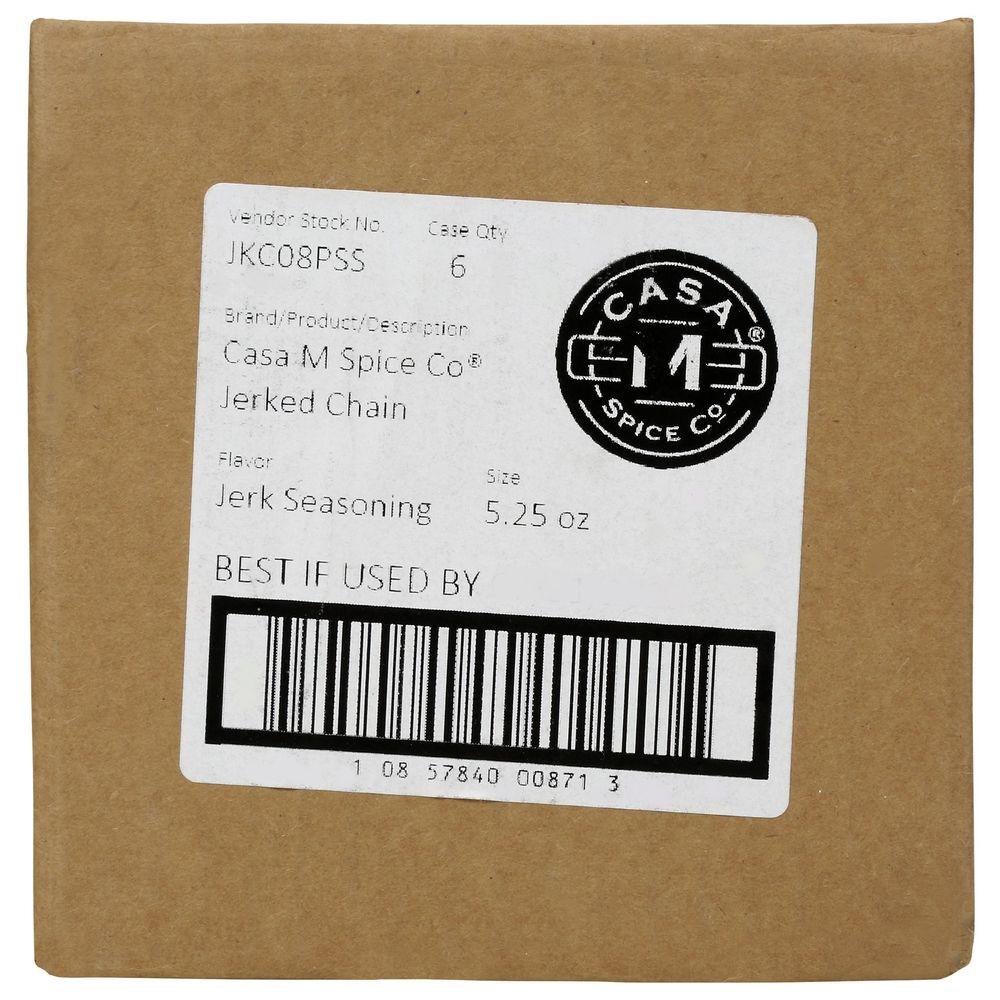 Vendor Stock No. Case Qty
JKC08PSS 6
Brand/Product/Description
Casa M Spice Co®
Jerked Chain
Flavor Size
Jerk Seasoning 5.25 oz
BEST IF USED BY
1 08 57840 00871 3
CASA
M
®
SPICE Co